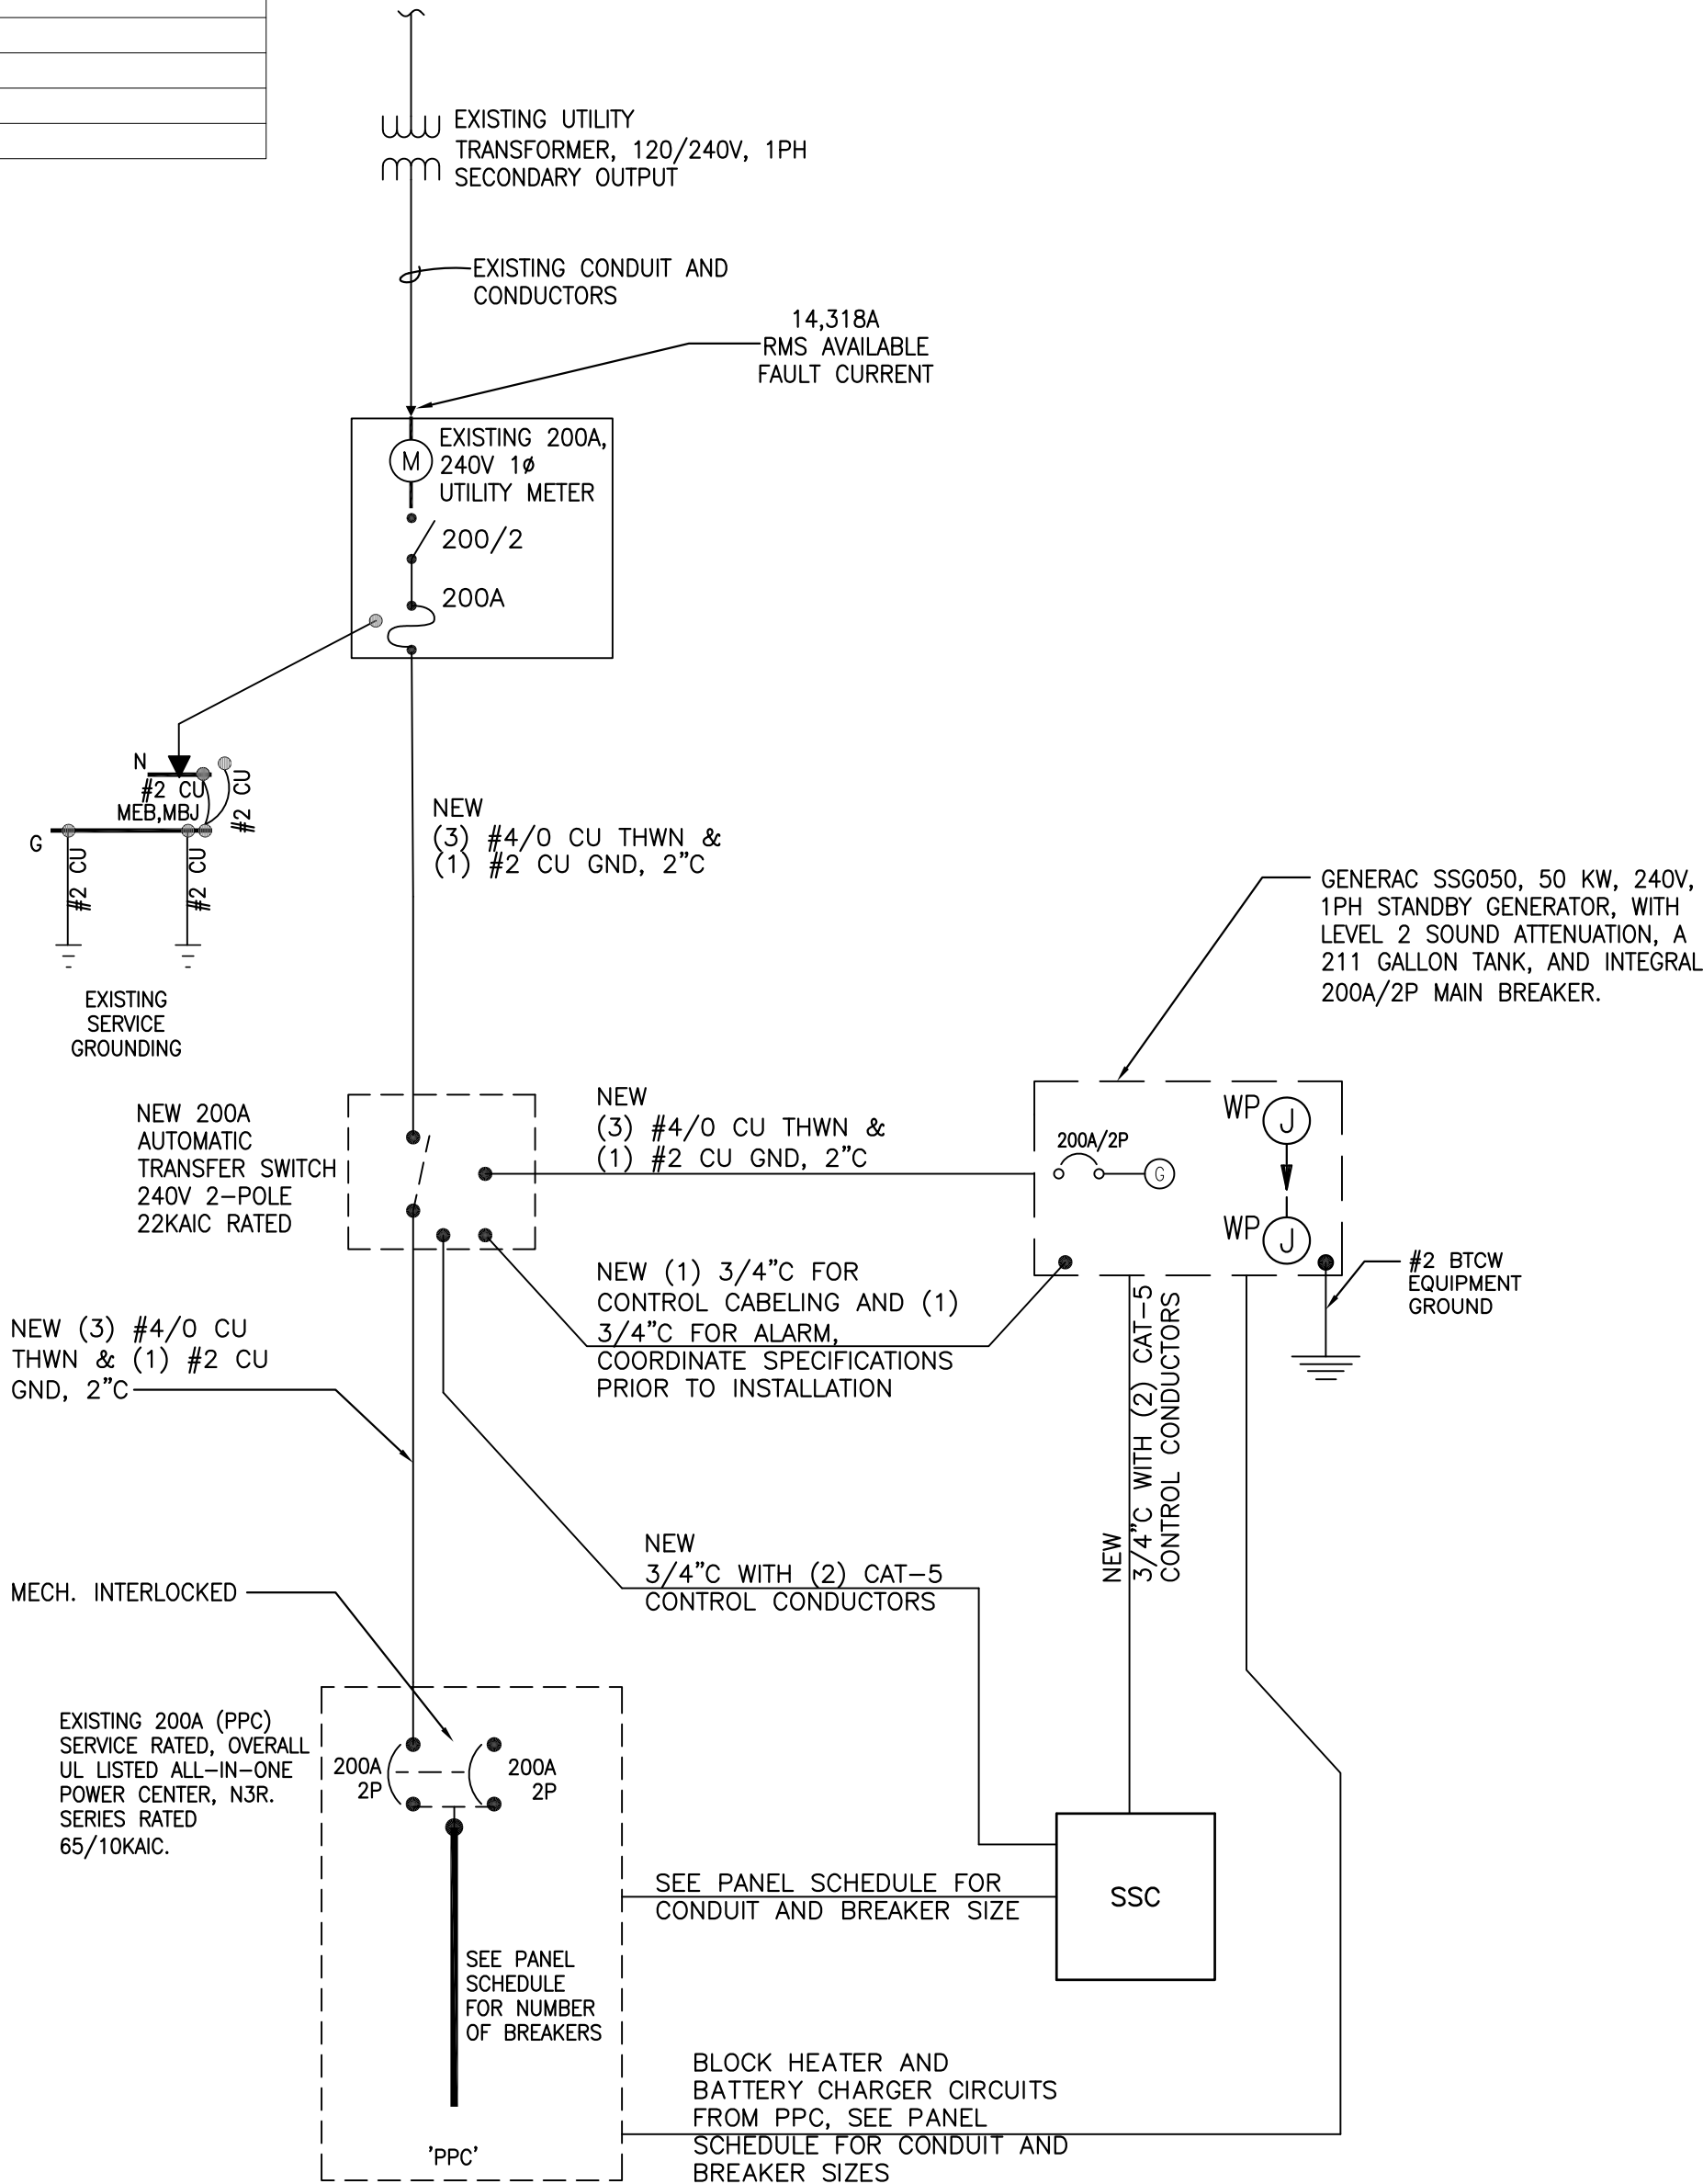 EXISTING UTILITY
TRANSFORMER, 120/240V, 1PH
SECONDARY OUTPUT
EXISTING CONDUIT AND
CONDUCTORS
14,318A
RMS AVAILABLE
FAULT CURRENT
EXISTING 200A,
240V 1ø
UTILITY METER
M
200/2
200A
N
#2 CU
MEB,MBJ
#2 CU
G
#2 CU
#2 CU
EXISTING
SERVICE
GROUNDING
NEW
(3) #4/0 CU THWN &
(1) #2 CU GND, 2"C
GENERAC SSG050, 50 KW, 240V,
1PH STANDBY GENERATOR, WITH
LEVEL 2 SOUND ATTENUATION, A
211 GALLON TANK, AND INTEGRAL
200A/2P MAIN BREAKER.
NEW 200A
AUTOMATIC
TRANSFER SWITCH
240V 2-POLE
22KAIC RATED
NEW
(3) #4/0 CU THWN &
(1) #2 CU GND, 2"C
200A/2P
G
WP
J
WP
J
#2 BTCW
EQUIPMENT
GROUND
NEW (1) 3/4"C FOR
CONTROL CABELING AND (1)
3/4"C FOR ALARM,
COORDINATE SPECIFICATIONS
PRIOR TO INSTALLATION
NEW (3) #4/0 CU
THWN & (1) #2 CU
GND, 2"C
NEW
3/4"C WITH (2) CAT-5
CONTROL CONDUCTORS
NEW
3/4"C WITH (2) CAT-5
CONTROL CONDUCTORS
MECH. INTERLOCKED
EXISTING 200A (PPC)
SERVICE RATED, OVERALL
UL LISTED ALL-IN-ONE
POWER CENTER, N3R.
SERIES RATED
65/10KAIC.
200A
2P
200A
2P
SEE PANEL SCHEDULE FOR
CONDUIT AND BREAKER SIZE
SSC
SEE PANEL
SCHEDULE
FOR NUMBER
OF BREAKERS
BLOCK HEATER AND
BATTERY CHARGER CIRCUITS
FROM PPC, SEE PANEL
SCHEDULE FOR CONDUIT AND
BREAKER SIZES
'PPC'